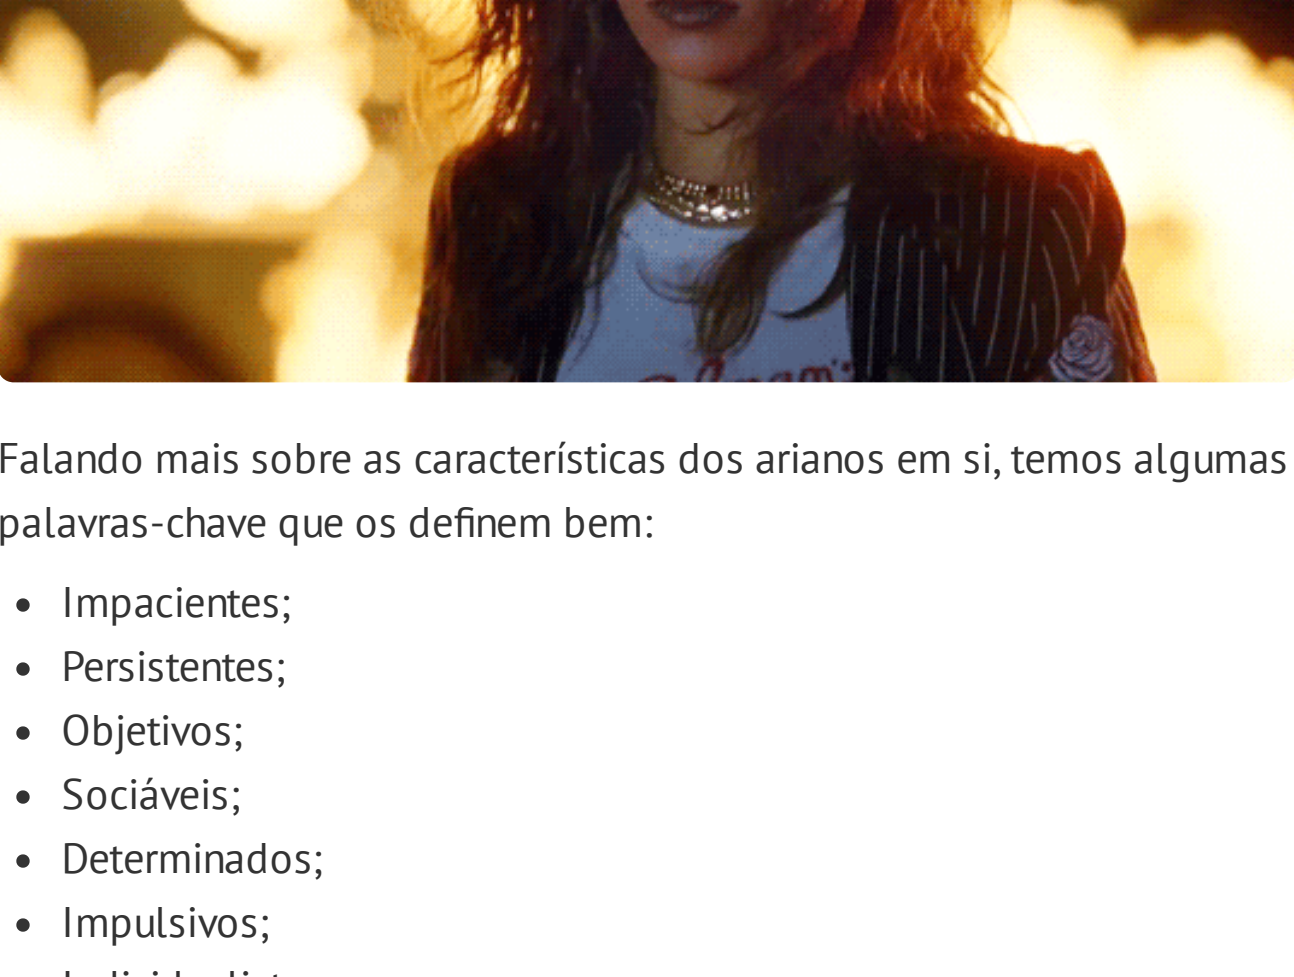 Falando mais sobre as características dos arianos em si, temos algumas
palavras-chave que os definem bem:
• Impacientes;
• Persistentes;
• Objetivos;
• Sociáveis;
• Determinados;
• Impulsivos;